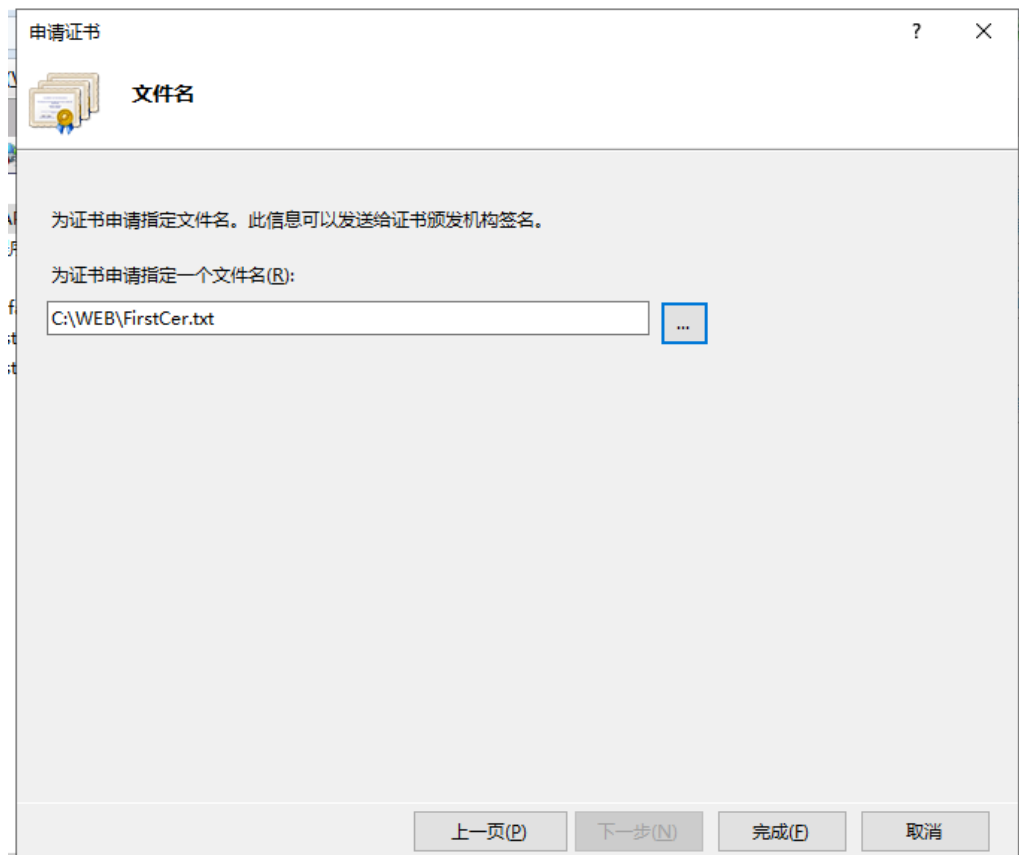 申请证书
文件名
为证书申请指定文件名。此信息可以发送给证书颁发机构签名。
为证书申请指定一个文件名(R):
C:\WEB\FirstCer.txt
...
上一页(P) 下一步(N) 完成(F) 取消